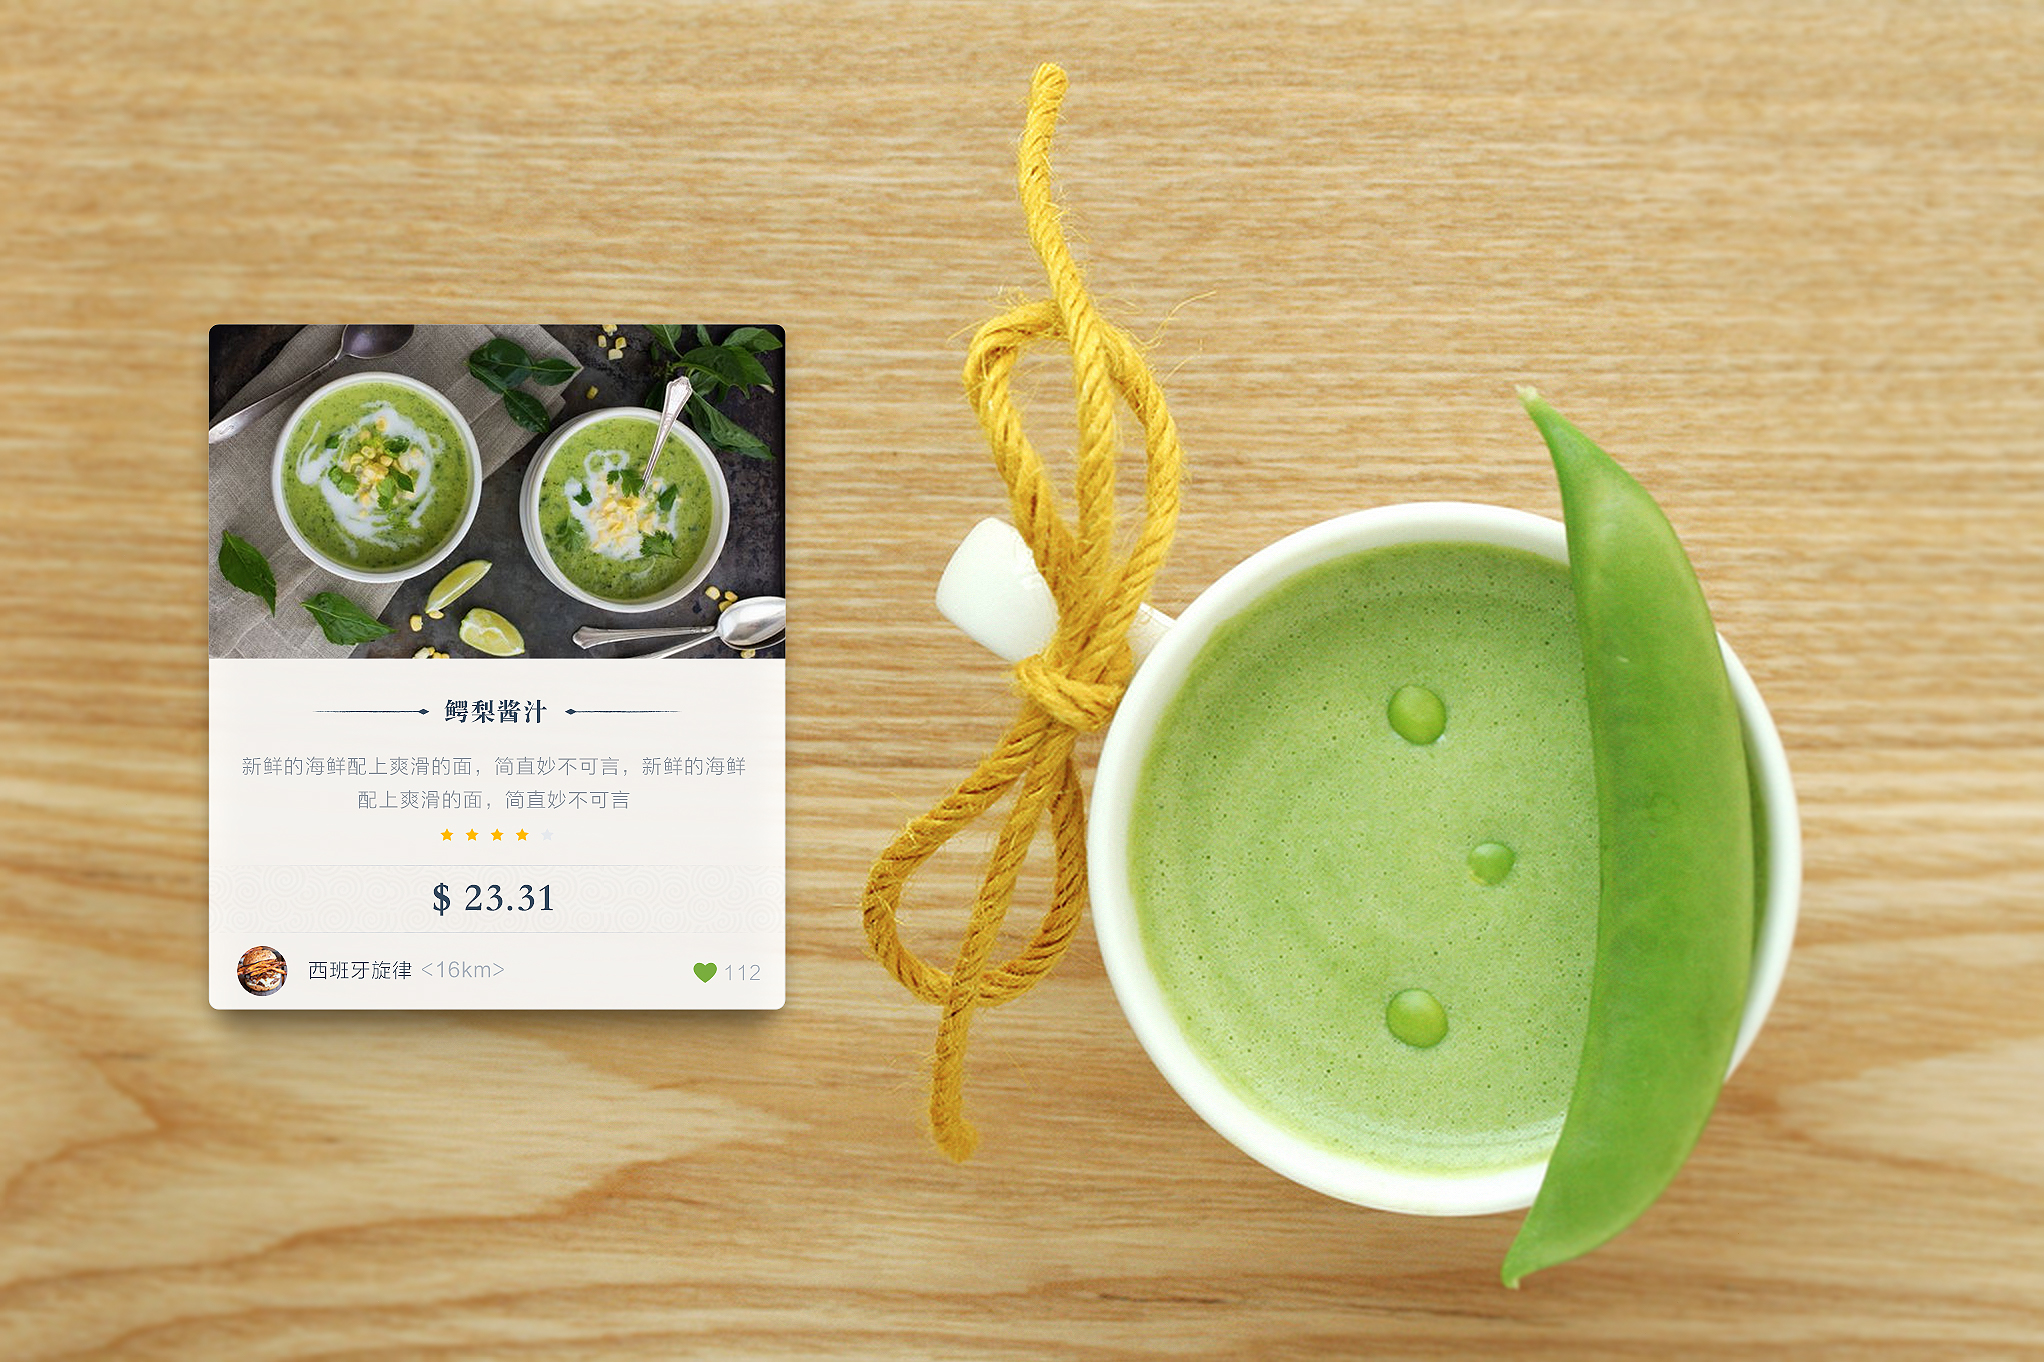 鳄梨酱汁
新鲜的海鲜配上爽滑的面，简直妙不可言，新鲜的海鲜
配上爽滑的面，简直妙不可言
$ 23.31
西班牙旋律 <16km> 112